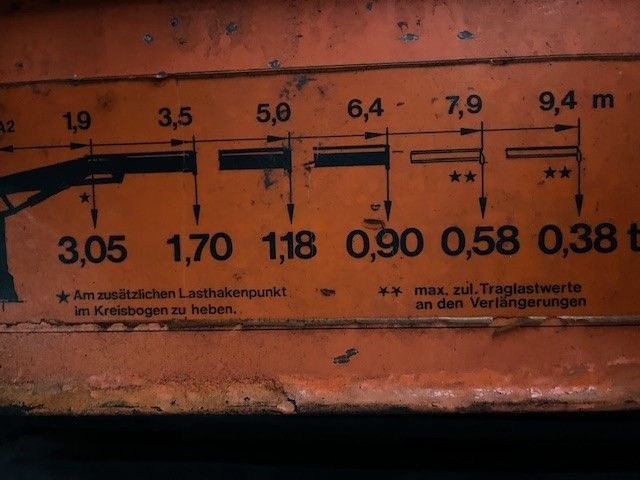 A2 1,9 3,5 5,0 6,4 7,9 9,4 m
★ ★★ ★★
3,05 1,70 1,18 0,90 0,58 0,38 t
★ Am zusätzlichen Lasthakenpunkt
im Kreisbogen zu heben.
★★ max. zul. Traglastwerte
an den Verlängerungen